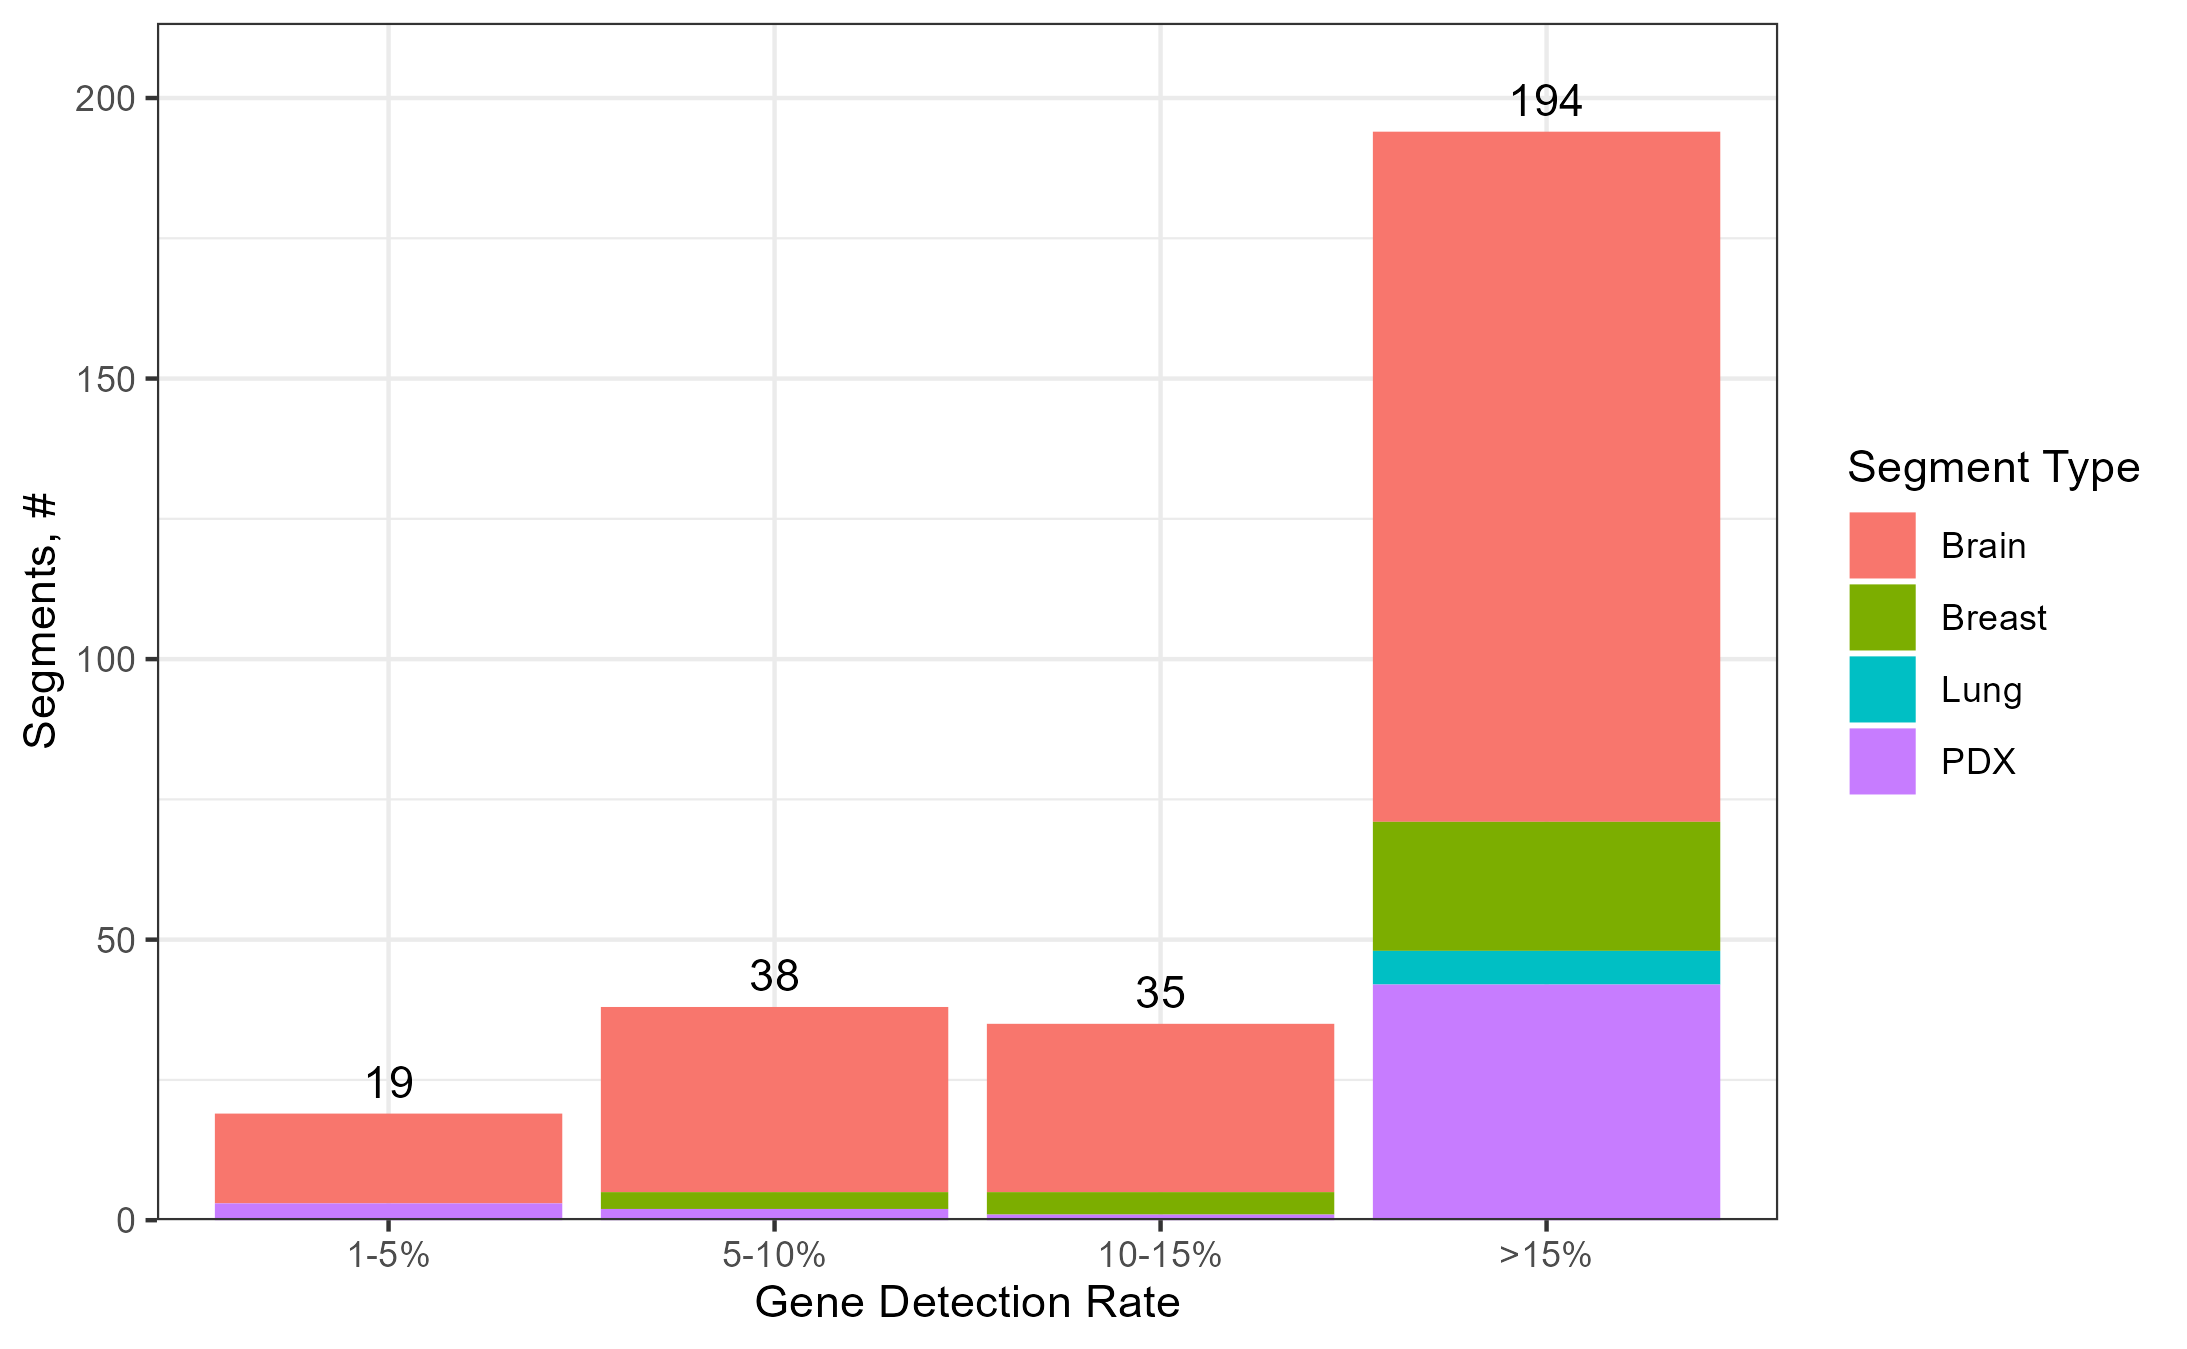 Segments, #
200
150
100
50
0
19
38
35
194
1-5%
5-10%
10-15%
>15%
Gene Detection Rate
Segment Type
Brain
Breast
Lung
PDX